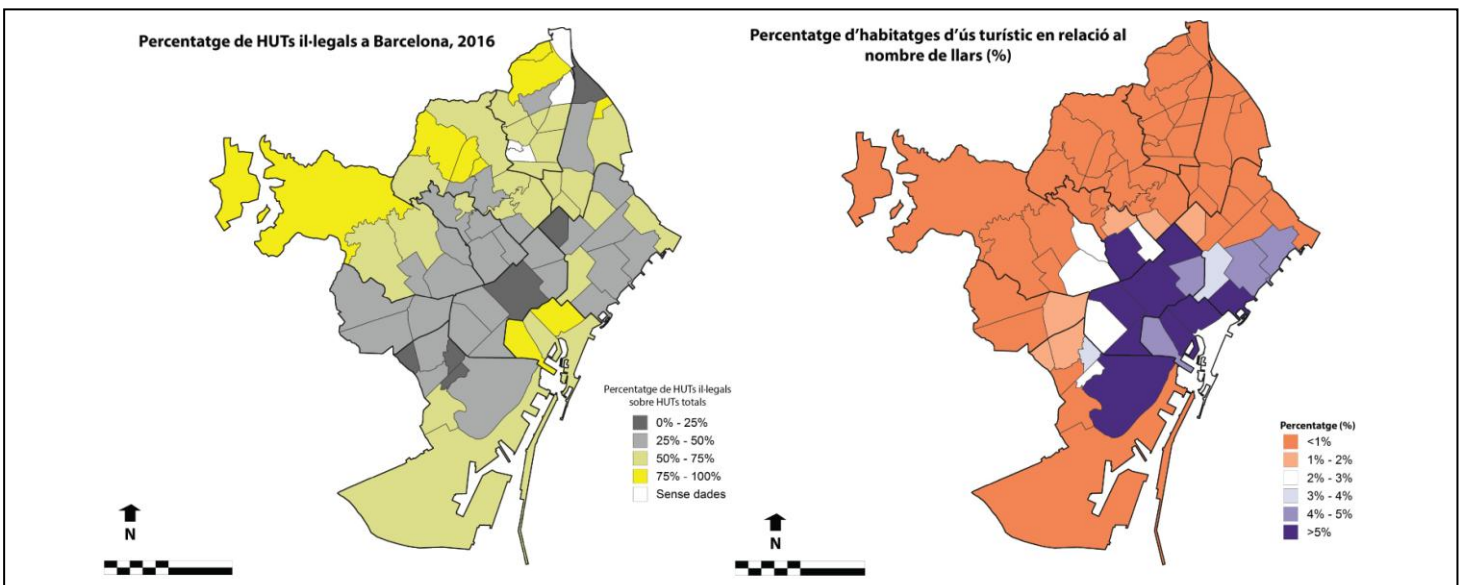 Percentatge de HUTs il·legals a Barcelona, 2016
Percentatge de HUTs il·legals
sobre HUTs totals
0% - 25%
25% - 50%
50% - 75%
75% - 100%
Sense dades
N
Percentatge d'habitatges d'ús turístic en relació al
nombre de llars (%)
Percentatge (%)
<1%
1% - 2%
2% - 3%
3% - 4%
4% - 5%
>5%
N